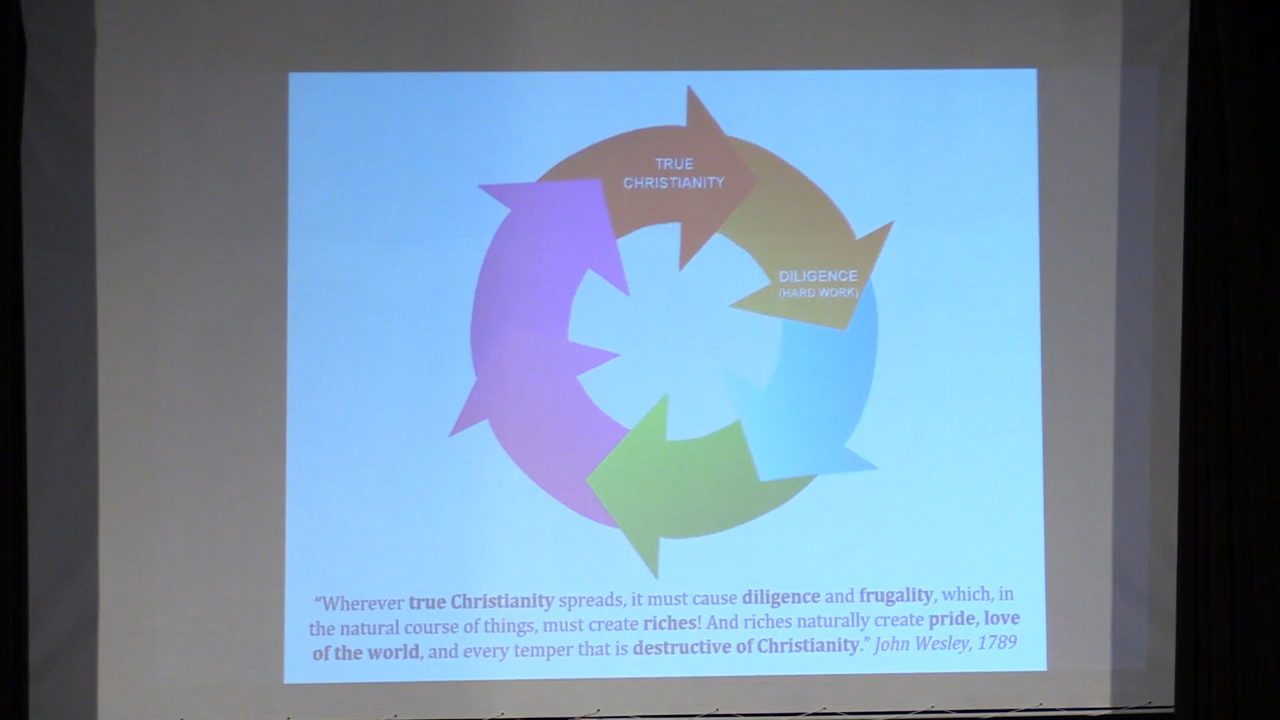 TRUE
CHRISTIANITY
DILIGENCE
(HARD WORK)
“Wherever true Christianity spreads, it must cause diligence and frugality, which, in
the natural course of things, must create riches! And riches naturally create pride, love
of the world, and every temper that is destructive of Christianity.” John Wesley, 1789